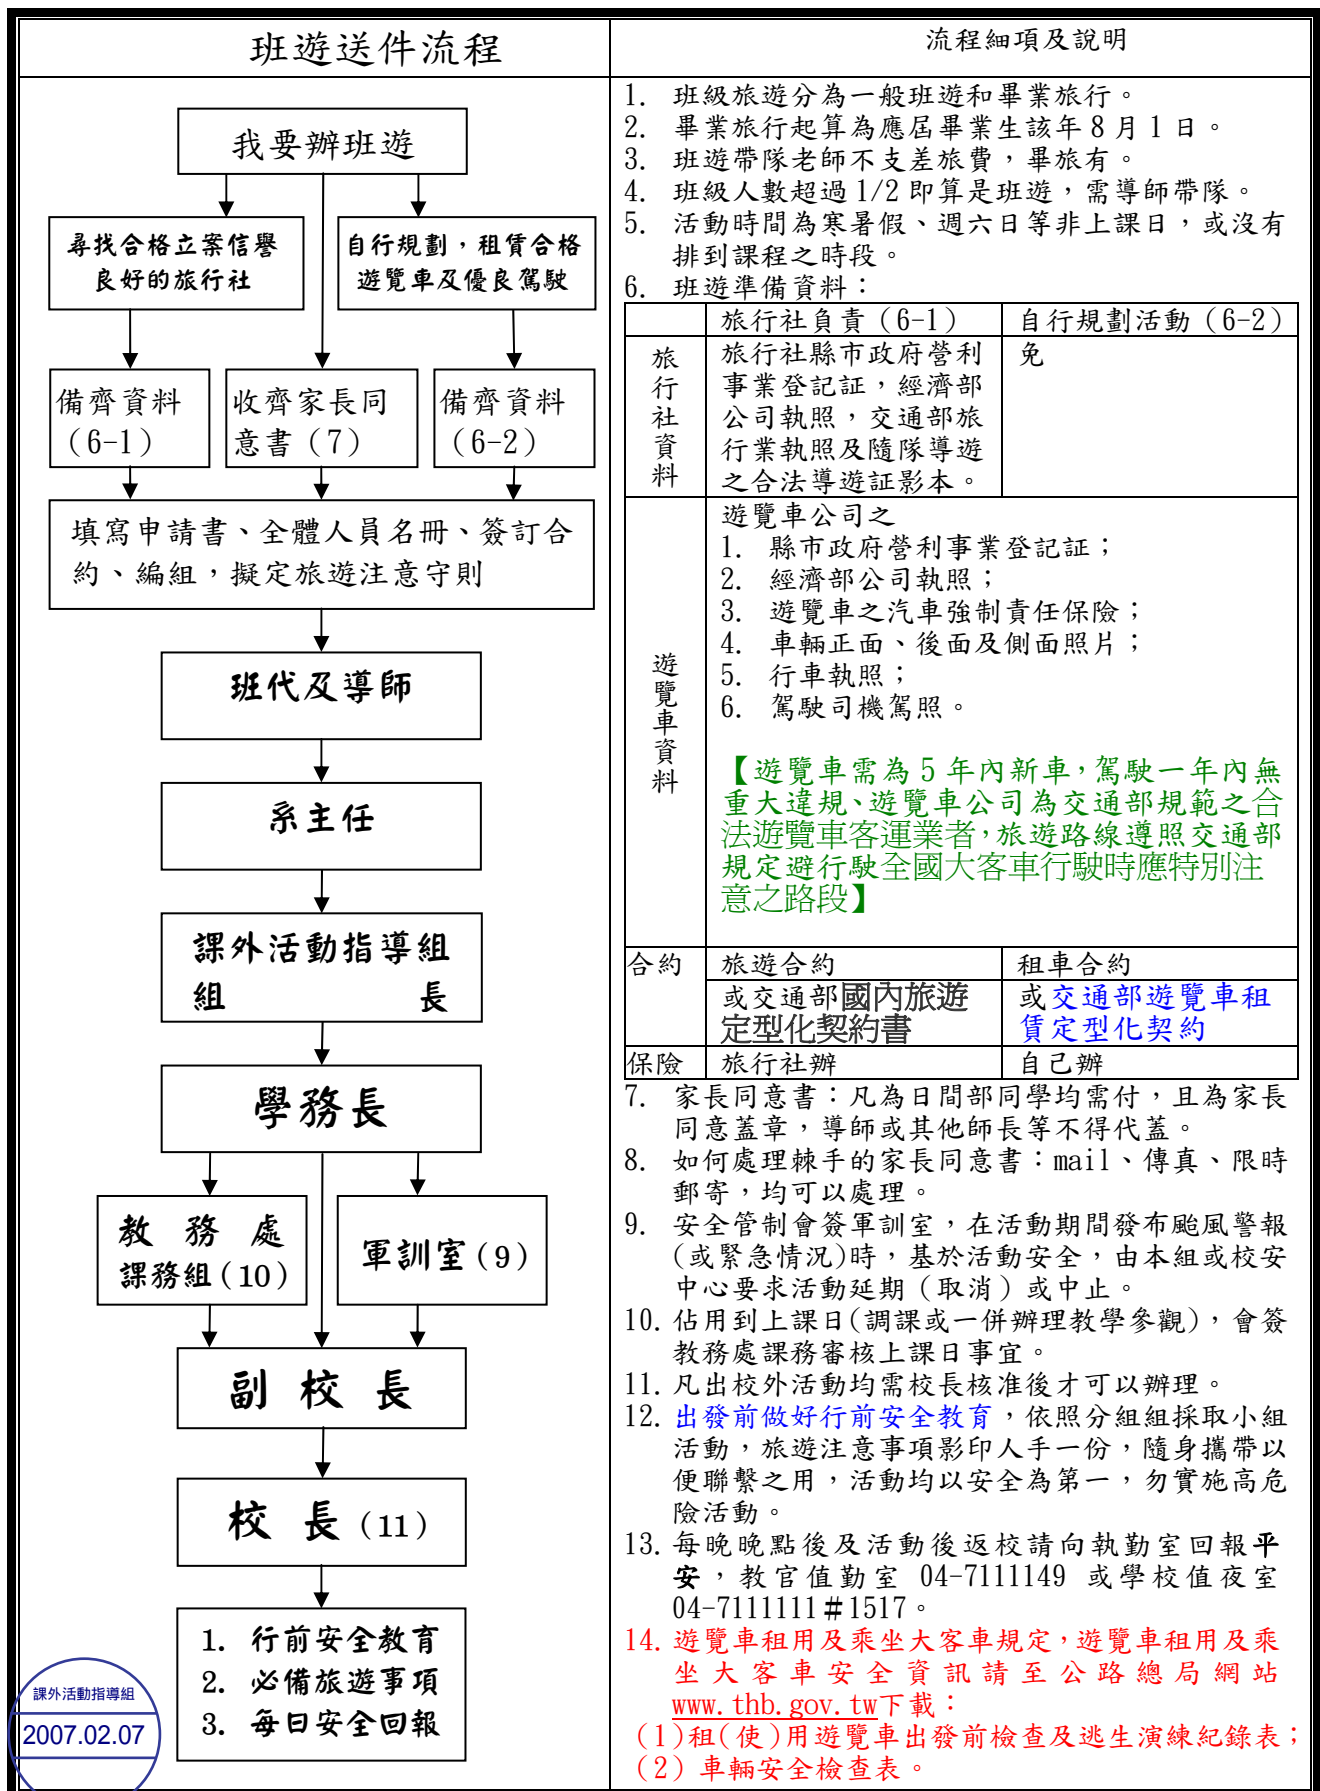 班遊送件流程
我要辦班遊
尋找合格立案信譽
良好的旅行社
自行規劃，租賃合格
遊覽車及優良駕駛
備齊資料
（6-1）
收齊家長同
意書（7）
備齊資料
（6-2）
填寫申請書、全體人員名冊、簽訂合
約、編組，擬定旅遊注意守則
班代及導師
系主任
課外活動指導組
組 長
學務長
教 務 處
課務組(10)
軍訓室(9)
副 校 長
校 長(11)
1. 行前安全教育
2. 必備旅遊事項
3. 每日安全回報
課外活動指導組
2007.02.07
流程細項及說明
1. 班級旅遊分為一般班遊和畢業旅行。
2. 畢業旅行起算為應屆畢業生該年8月1日。
3. 班遊帶隊老師不支差旅費，畢旅有。
4. 班級人數超過1/2即算是班遊，需導師帶隊。
5. 活動時間為寒暑假、週六日等非上課日，或沒有
排到課程之時段。
6. 班遊準備資料：
旅行社負責（6-1） 自行規劃活動（6-2）
旅行社資料
旅行社縣市政府營利
事業登記証，經濟部
公司執照，交通部旅
行業執照及隨隊導遊
之合法導遊証影本。
免
遊覽車資料
遊覽車公司之
1. 縣市政府營利事業登記証；
2. 經濟部公司執照；
3. 遊覽車之汽車強制責任保險；
4. 車輛正面、後面及側面照片；
5. 行車執照；
6. 駕駛司機駕照。
【遊覽車需為5年內新車，駕駛一年內無
重大違規、遊覽車公司為交通部規範之合
法遊覽車客運業者，旅遊路線遵照交通部
規定避行駛全國大客車行駛時應特別注
意之路段】
合約 旅遊合約 租車合約
或交通部國內旅遊
定型化契約書
或交通部遊覽車租
賃定型化契約
保險 旅行社辦 自己辦
7. 家長同意書：凡為日間部同學均需付，且為家長
同意蓋章，導師或其他師長等不得代蓋。
8. 如何處理棘手的家長同意書：mail、傳真、限時
郵寄，均可以處理。
9. 安全管制會簽軍訓室，在活動期間發布颱風警報
(或緊急情況)時，基於活動安全，由本組或校安
中心要求活動延期（取消）或中止。
10. 佔用到上課日(調課或一併辦理教學參觀)，會簽
教務處課務審核上課日事宜。
11. 凡出校外活動均需校長核准後才可以辦理。
12. 出發前做好行前安全教育，依照分組組採取小組
活動，旅遊注意事項影印人手一份，隨身攜帶以
便聯繫之用，活動均以安全為第一，勿實施高危
險活動。
13. 每晚晚點後及活動後返校請向執勤室回報平
安，教官值勤室 04-7111149 或學校值夜室
04-7111111＃1517。
14. 遊覽車租用及乘坐大客車規定，遊覽車租用及乘
坐大客車安全資訊請至公路總局網站
www.thb.gov.tw下載：
(1)租(使)用遊覽車出發前檢查及逃生演練紀錄表；
(2) 車輛安全檢查表。